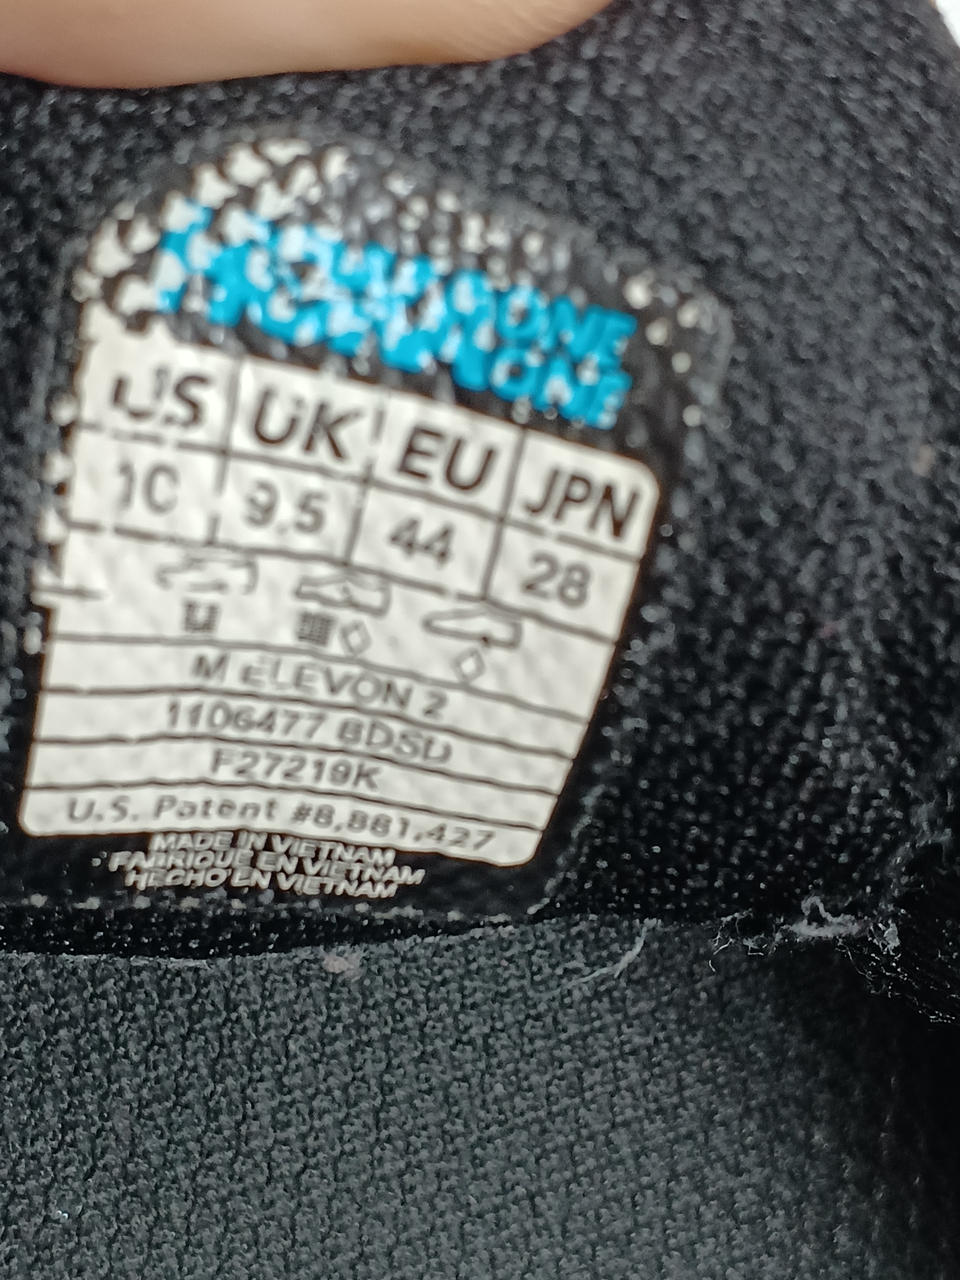 US UK EU JPN
10 9.5 44 28
M ELEVON 2
1106477 BDSD
F27219K
U.S. Patent #8,881,427
MADE IN VIETNAM
FABRIQUÉ EN VIETNAM
HECHO EN VIETNAM